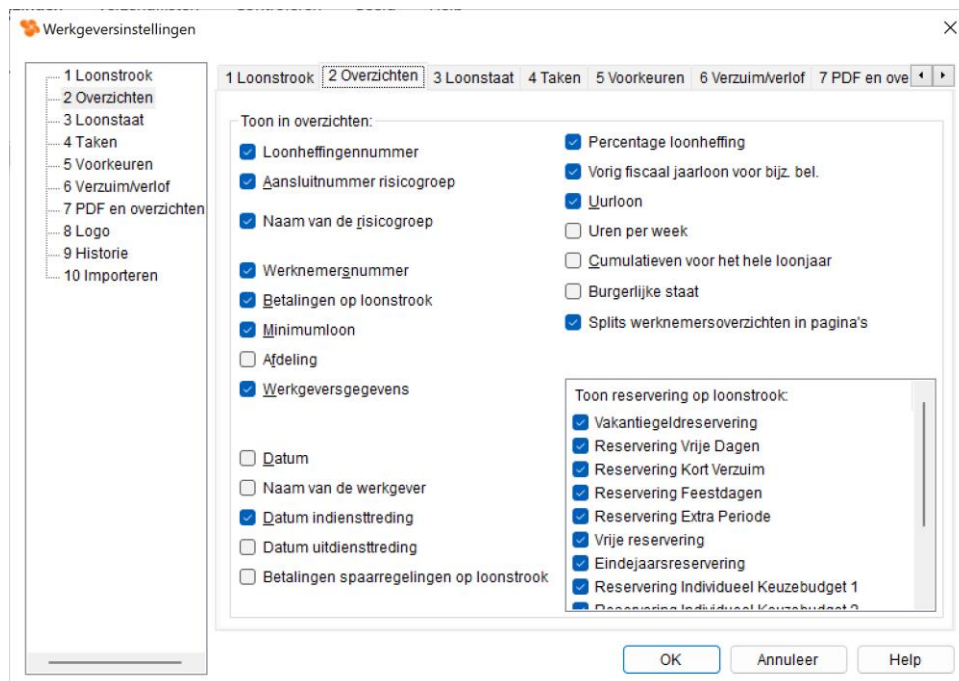 Werkgeversinstellingen
1 Loonstrook
2 Overzichten
3 Loonstaat
4 Taken
5 Voorkeuren
6 Verzuim/verlof
7 PDF en overzichten
8 Logo
9 Historie
10 Importeren
1 Loonstrook 2 Overzichten 3 Loonstaat 4 Taken 5 Voorkeuren 6 Verzuim/verlof 7 PDF en ove
Toon in overzichten:
Loonheffingennummer
Aansluitnummer risicogroep
Naam van de risicogroep
Werknemersnummer
Betalingen op loonstrook
Minimumloon
Afdeling
Werkgeversgegevens
Datum
Naam van de werkgever
Datum indiensttreding
Datum uitdiensttreding
Betalingen spaarregelingen op loonstrook
Percentage loonheffing
Vorig fiscaal jaarloon voor bijz. bel.
Uurloon
Uren per week
Cumulatieven voor het hele loonjaar
Burgerlijke staat
Splits werknemersoverzichten in pagina's
Toon reservering op loonstrook:
Vakantiegeldreservering
Reservering Vrije Dagen
Reservering Kort Verzuim
Reservering Feestdagen
Reservering Extra Periode
Vrije reservering
Eindejaarsreservering
Reservering Individueel Keuzebudget 1
Reservering Individueel Keuzebudget 2
OK Annuleer Help